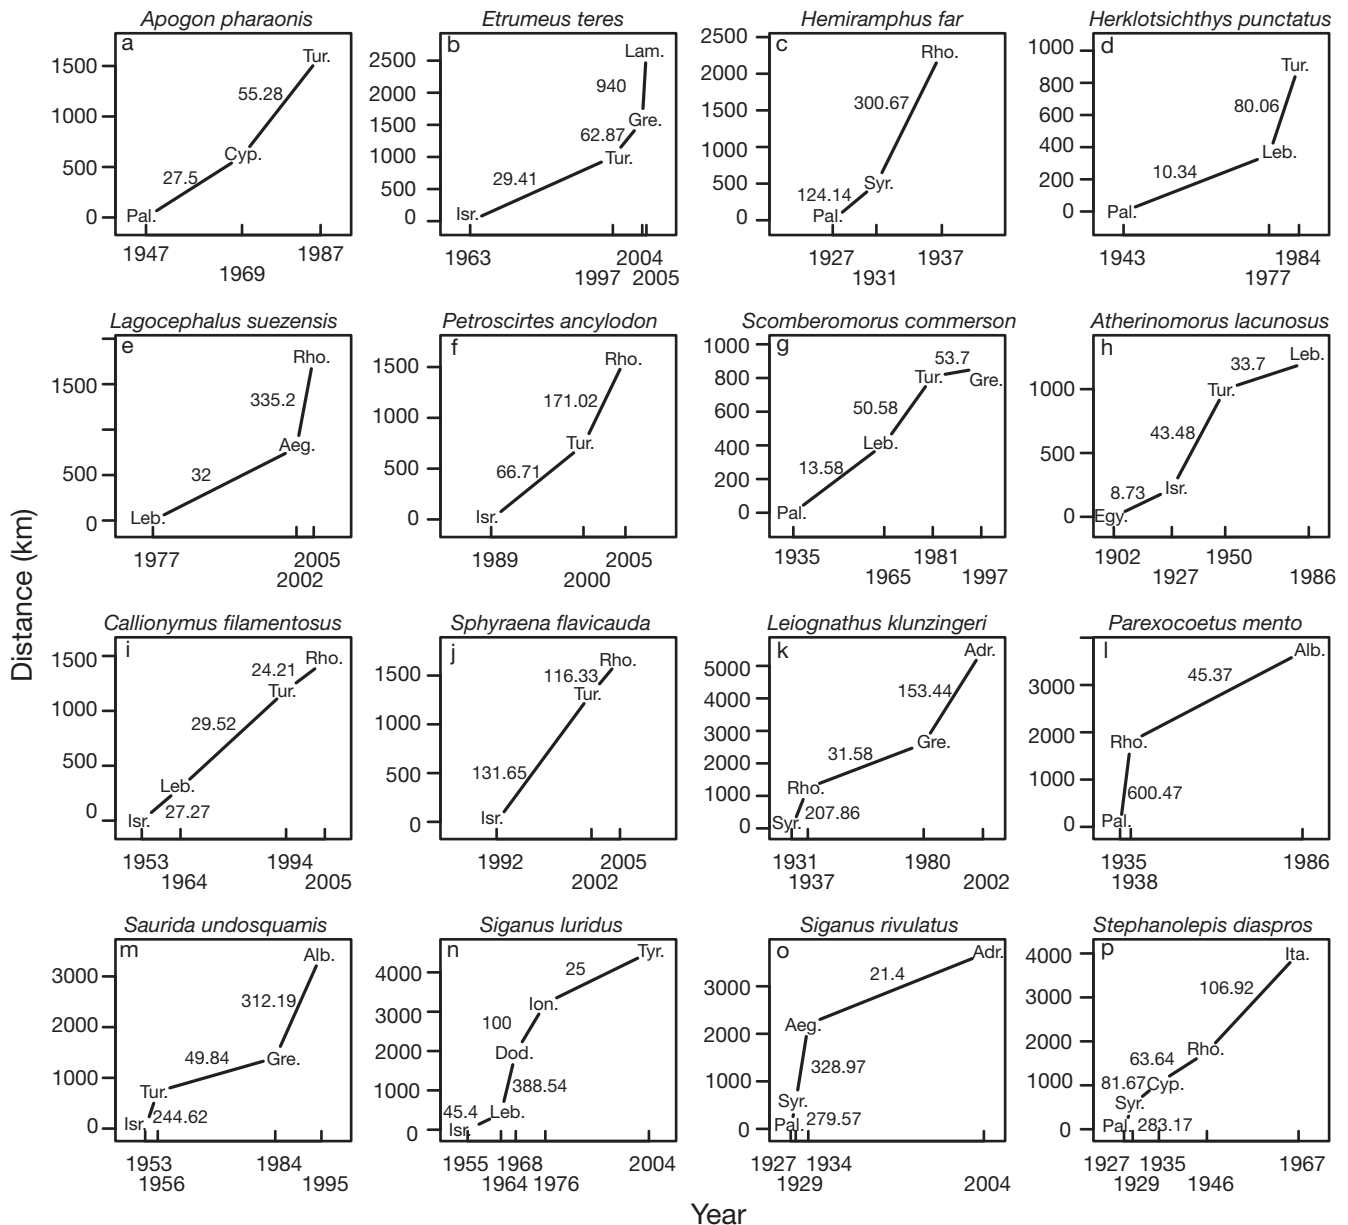 Apogon pharaonis
Etrumeus teres
Hemiramphus far
Herklotsichthys punctatus
a
1500
1000
500
0
Tur.
55.28
Cyp.
27.5
Pal.
1947
1969
1987
b
2500
2000
1500
1000
500
0
Lam.
940
Gre.
62.87
Tur.
29.41
Isr.
1963
1997
2004
2005
c
2500
2000
1500
1000
500
0
Rho.
300.67
Syr.
124.14
Pal.
1927
1931
1937
d
1000
800
600
400
200
0
Tur.
80.06
Leb.
10.34
Pal.
1943
1977
1984
Lagocephalus suezensis
Petroscirtes ancylodon
Scomberomorus commerson
Atherinomorus lacunosus
e
1500
500
0
Rho.
335.2
Aeg.
32
Leb.
1977
2002
2005
f
1500
1000
500
0
Rho.
171.02
Tur.
66.71
Isr.
1989
2000
2005
g
1000
800
600
400
200
0
53.7
Tur.
Gre.
50.58
Leb.
13.58
Pal.
1935
1965
1981
1997
h
1000
500
0
Leb.
33.7
Tur.
43.48
Isr.
8.73
Egy.
1902
1927
1950
1986
Distance (km)
Callionymus filamentosus
Sphyraena flavicauda
Leiognathus klunzingeri
Parexocoetus mento
i
1500
1000
500
0
Rho.
24.21
Tur.
29.52
Leb.
27.27
Isr.
1953
1964
1994
2005
j
1500
1000
500
0
Rho.
116.33
Tur.
131.65
Isr.
1992
2002
2005
k
5000
4000
3000
2000
1000
0
Adr.
153.44
Gre.
31.58
Rho.
207.86
Syr.
1931
1937
1980
2002
l
3000
2000
1000
0
Alb.
45.37
Rho.
600.47
Pal.
1935
1938
1986
Saurida undosquamis
Siganus luridus
Siganus rivulatus
Stephanolepis diaspros
m
3000
2000
1000
0
Alb.
312.19
Gre.
49.84
Tur.
244.62
Isr.
1953
1956
1984
1995
n
4000
3000
2000
1000
0
Tyr.
25
Ion.
100
Dod.
388.54
Leb.
45.4
Isr.
1955
1964
1968
1976
2004
o
3000
2000
1000
0
Adr.
21.4
Aeg.
328.97
Syr.
279.57
Pal.
1927
1929
1934
2004
p
4000
3000
2000
1000
0
Ita.
106.92
Rho.
63.64
Cyp.
81.67
Syr.
283.17
Pal.
1927
1929
1935
1946
1967
Year